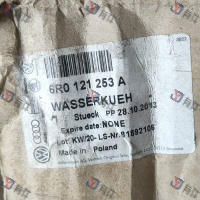 6R0 121 253 A
WASSERKUEH
Stueck PP 28.10.2013
Expire date: NONE
Lot: KW/20- LS-Nr.
Made in Poland